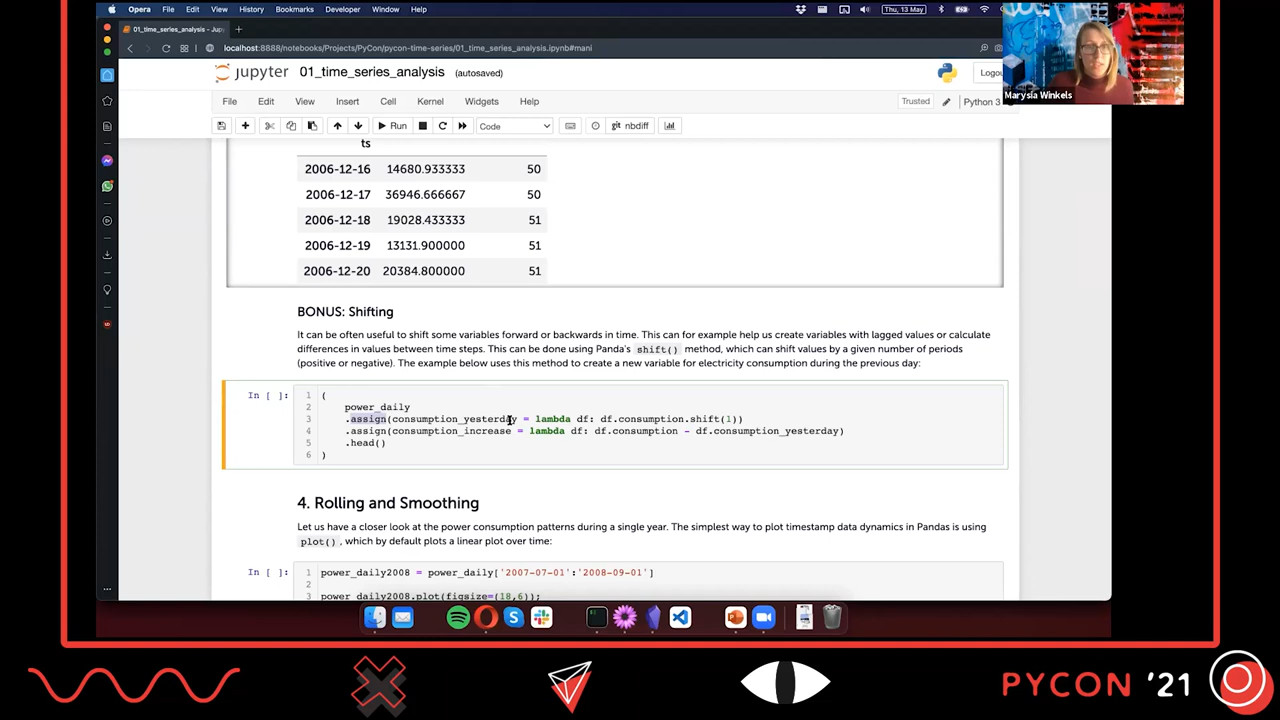 Opera File Edit View History Bookmarks Developer Window Help
Thu, 13 May
01_time_series_analysis - Jupy
localhost:8888/notebooks/Projects/PyCon/pycon-time-series/01_time_series_analysis.ipynb#mani
Marysia Winkels
jupyter 01_time_series_analysis (autosaved)
Logou
File Edit View Insert Cell Kernel Widgets Help
Trusted
Python 3
Run
Code
nbdiff
ts
2006-12-16 14680.933333 50
2006-12-17 36946.666667 50
2006-12-18 19028.433333 51
2006-12-19 13131.900000 51
2006-12-20 20384.800000 51
BONUS: Shifting
It can be often useful to shift some variables forward or backwards in time. This can for example help us create variables with lagged values or calculate
differences in values between time steps. This can be done using Panda's shift() method, which can shift values by a given number of periods
(positive or negative). The example below uses this method to create a new variable for electricity consumption during the previous day:
In [ ]:
1 (
2 power_daily
3 .assign(consumption_yesterday = lambda df: df.consumption.shift(1))
4 .assign(consumption_increase = lambda df: df.consumption - df.consumption_yesterday)
5 .head()
6 )
4. Rolling and Smoothing
Let us have a closer look at the power consumption patterns during a single year. The simplest way to plot timestamp data dynamics in Pandas is using
plot() , which by default plots a linear plot over time:
In [ ]:
1 power_daily2008 = power_daily['2007-07-01':'2008-09-01']
2
3 power_daily2008.plot(figsize=(18,6));
PYCON '21